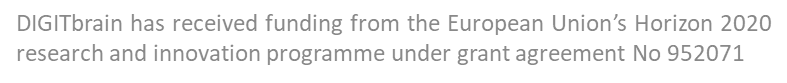 DIGITbrain has received funding from the European Union’s Horizon 2020
research and innovation programme under grant agreement No 952071